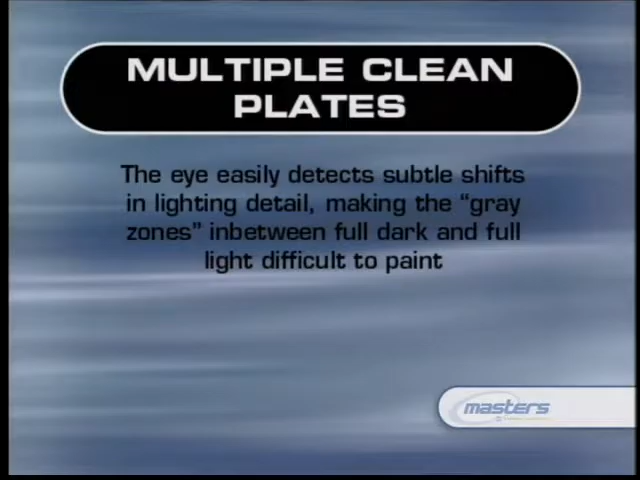 MULTIPLE CLEAN
PLATES
The eye easily detects subtle shifts
in lighting detail, making the “gray
zones” inbetween full dark and full
light difficult to paint
masters